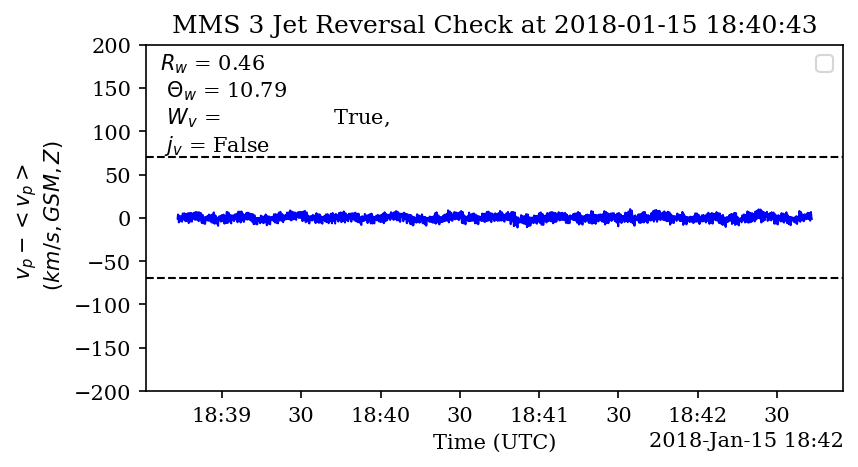 MMS 3 Jet Reversal Check at 2018-01-15 18:40:43
R_w = 0.46
Θ_w = 10.79
W_v = True,
j_v = False
v_p − < v_p >
(km/s, GSM, Z)
200
150
100
50
0
−50
−100
−150
−200
18:39 30 18:40 30 18:41 30 18:42 30
Time (UTC) 2018-Jan-15 18:42